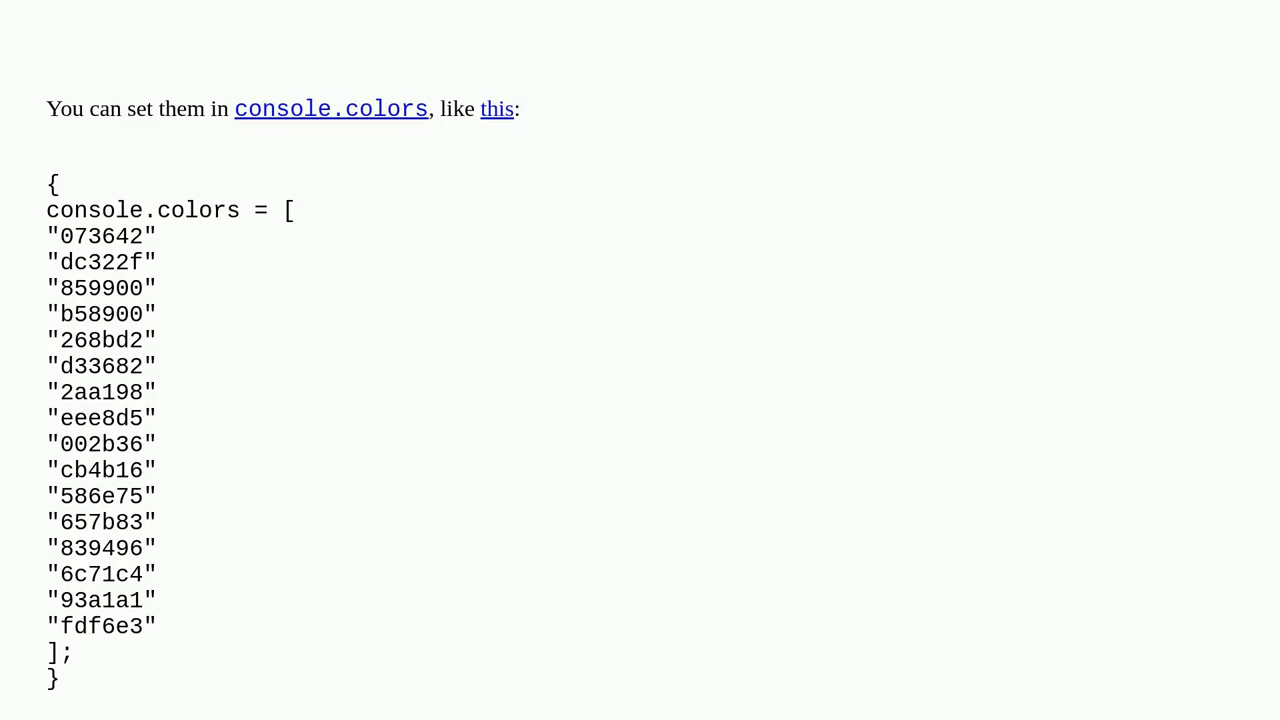 You can set them in console.colors, like this:
{
console.colors = [
"073642"
"dc322f"
"859900"
"b58900"
"268bd2"
"d33682"
"2aa198"
"eee8d5"
"002b36"
"cb4b16"
"586e75"
"657b83"
"839496"
"6c71c4"
"93a1a1"
"fdf6e3"
];
}